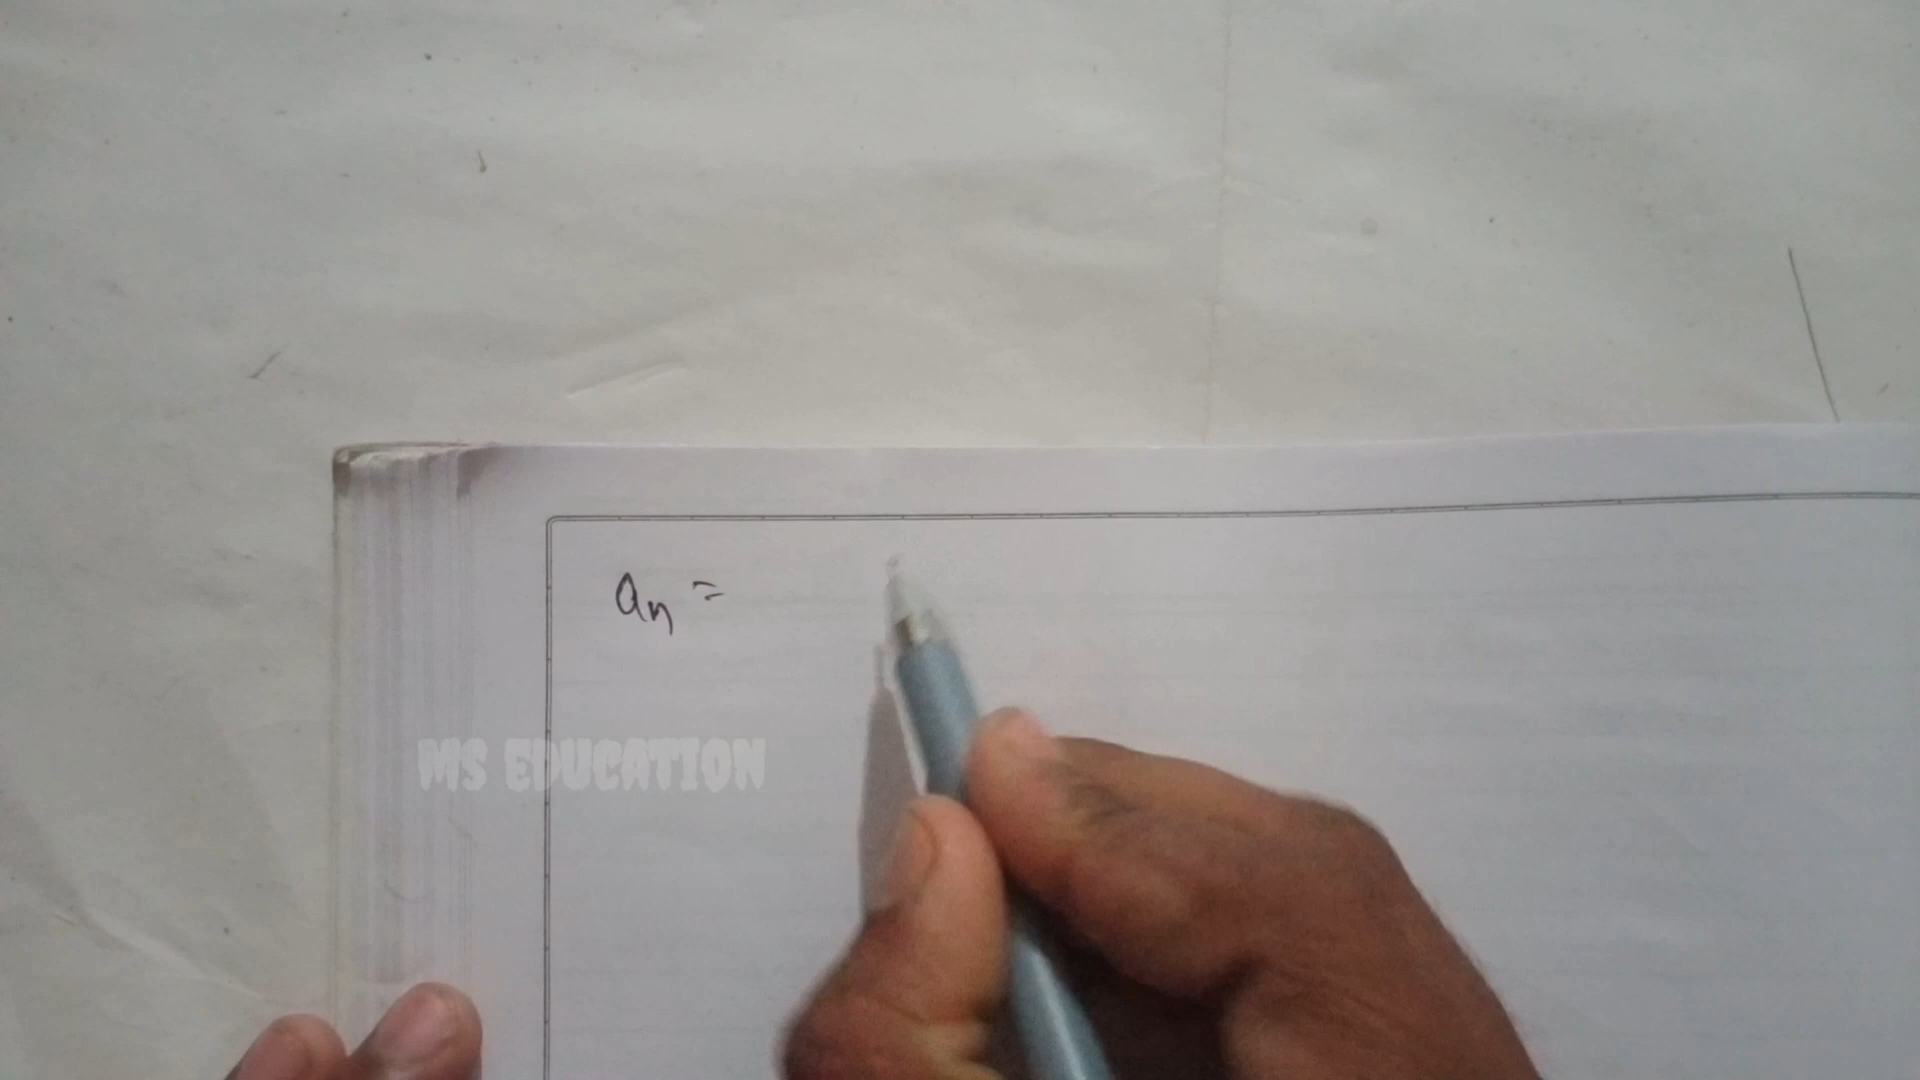 aₙ =
MS EDUCATION